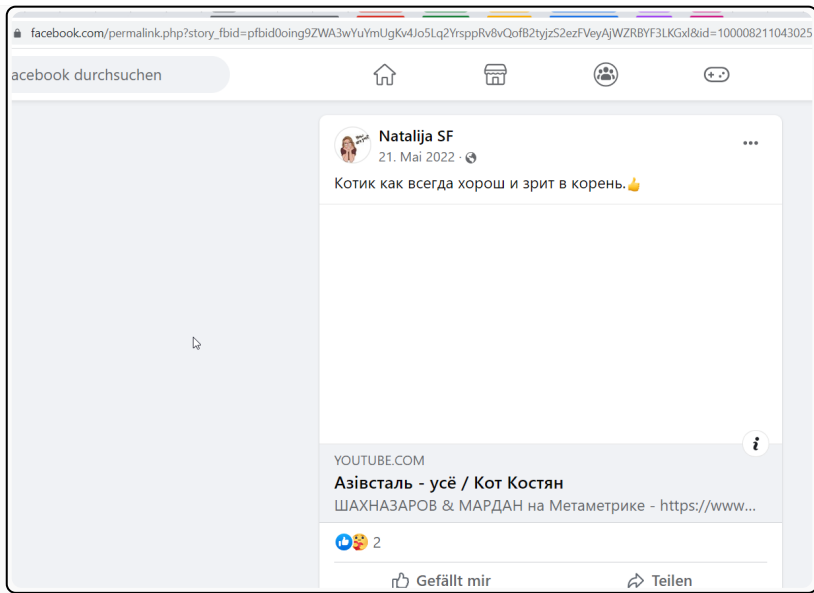 facebook.com/permalink.php?story_fbid=pfbid0oing9ZWA3wYuYmUgKv4Jo5Lq2YrsppRv8vQofB2tyjzS2ezFVeyAjWZRBYF3LKGxl&id=100008211043025
acebook durchsuchen
Natalija SF
21. Mai 2022 ·
Котик как всегда хорош и зрит в корень.👍
YOUTUBE.COM
Азівсталь - усё / Кот Костян
ШАХНАЗАРОВ & МАРДАН на Метаметрике - https://www...
2
Gefällt mir
Teilen